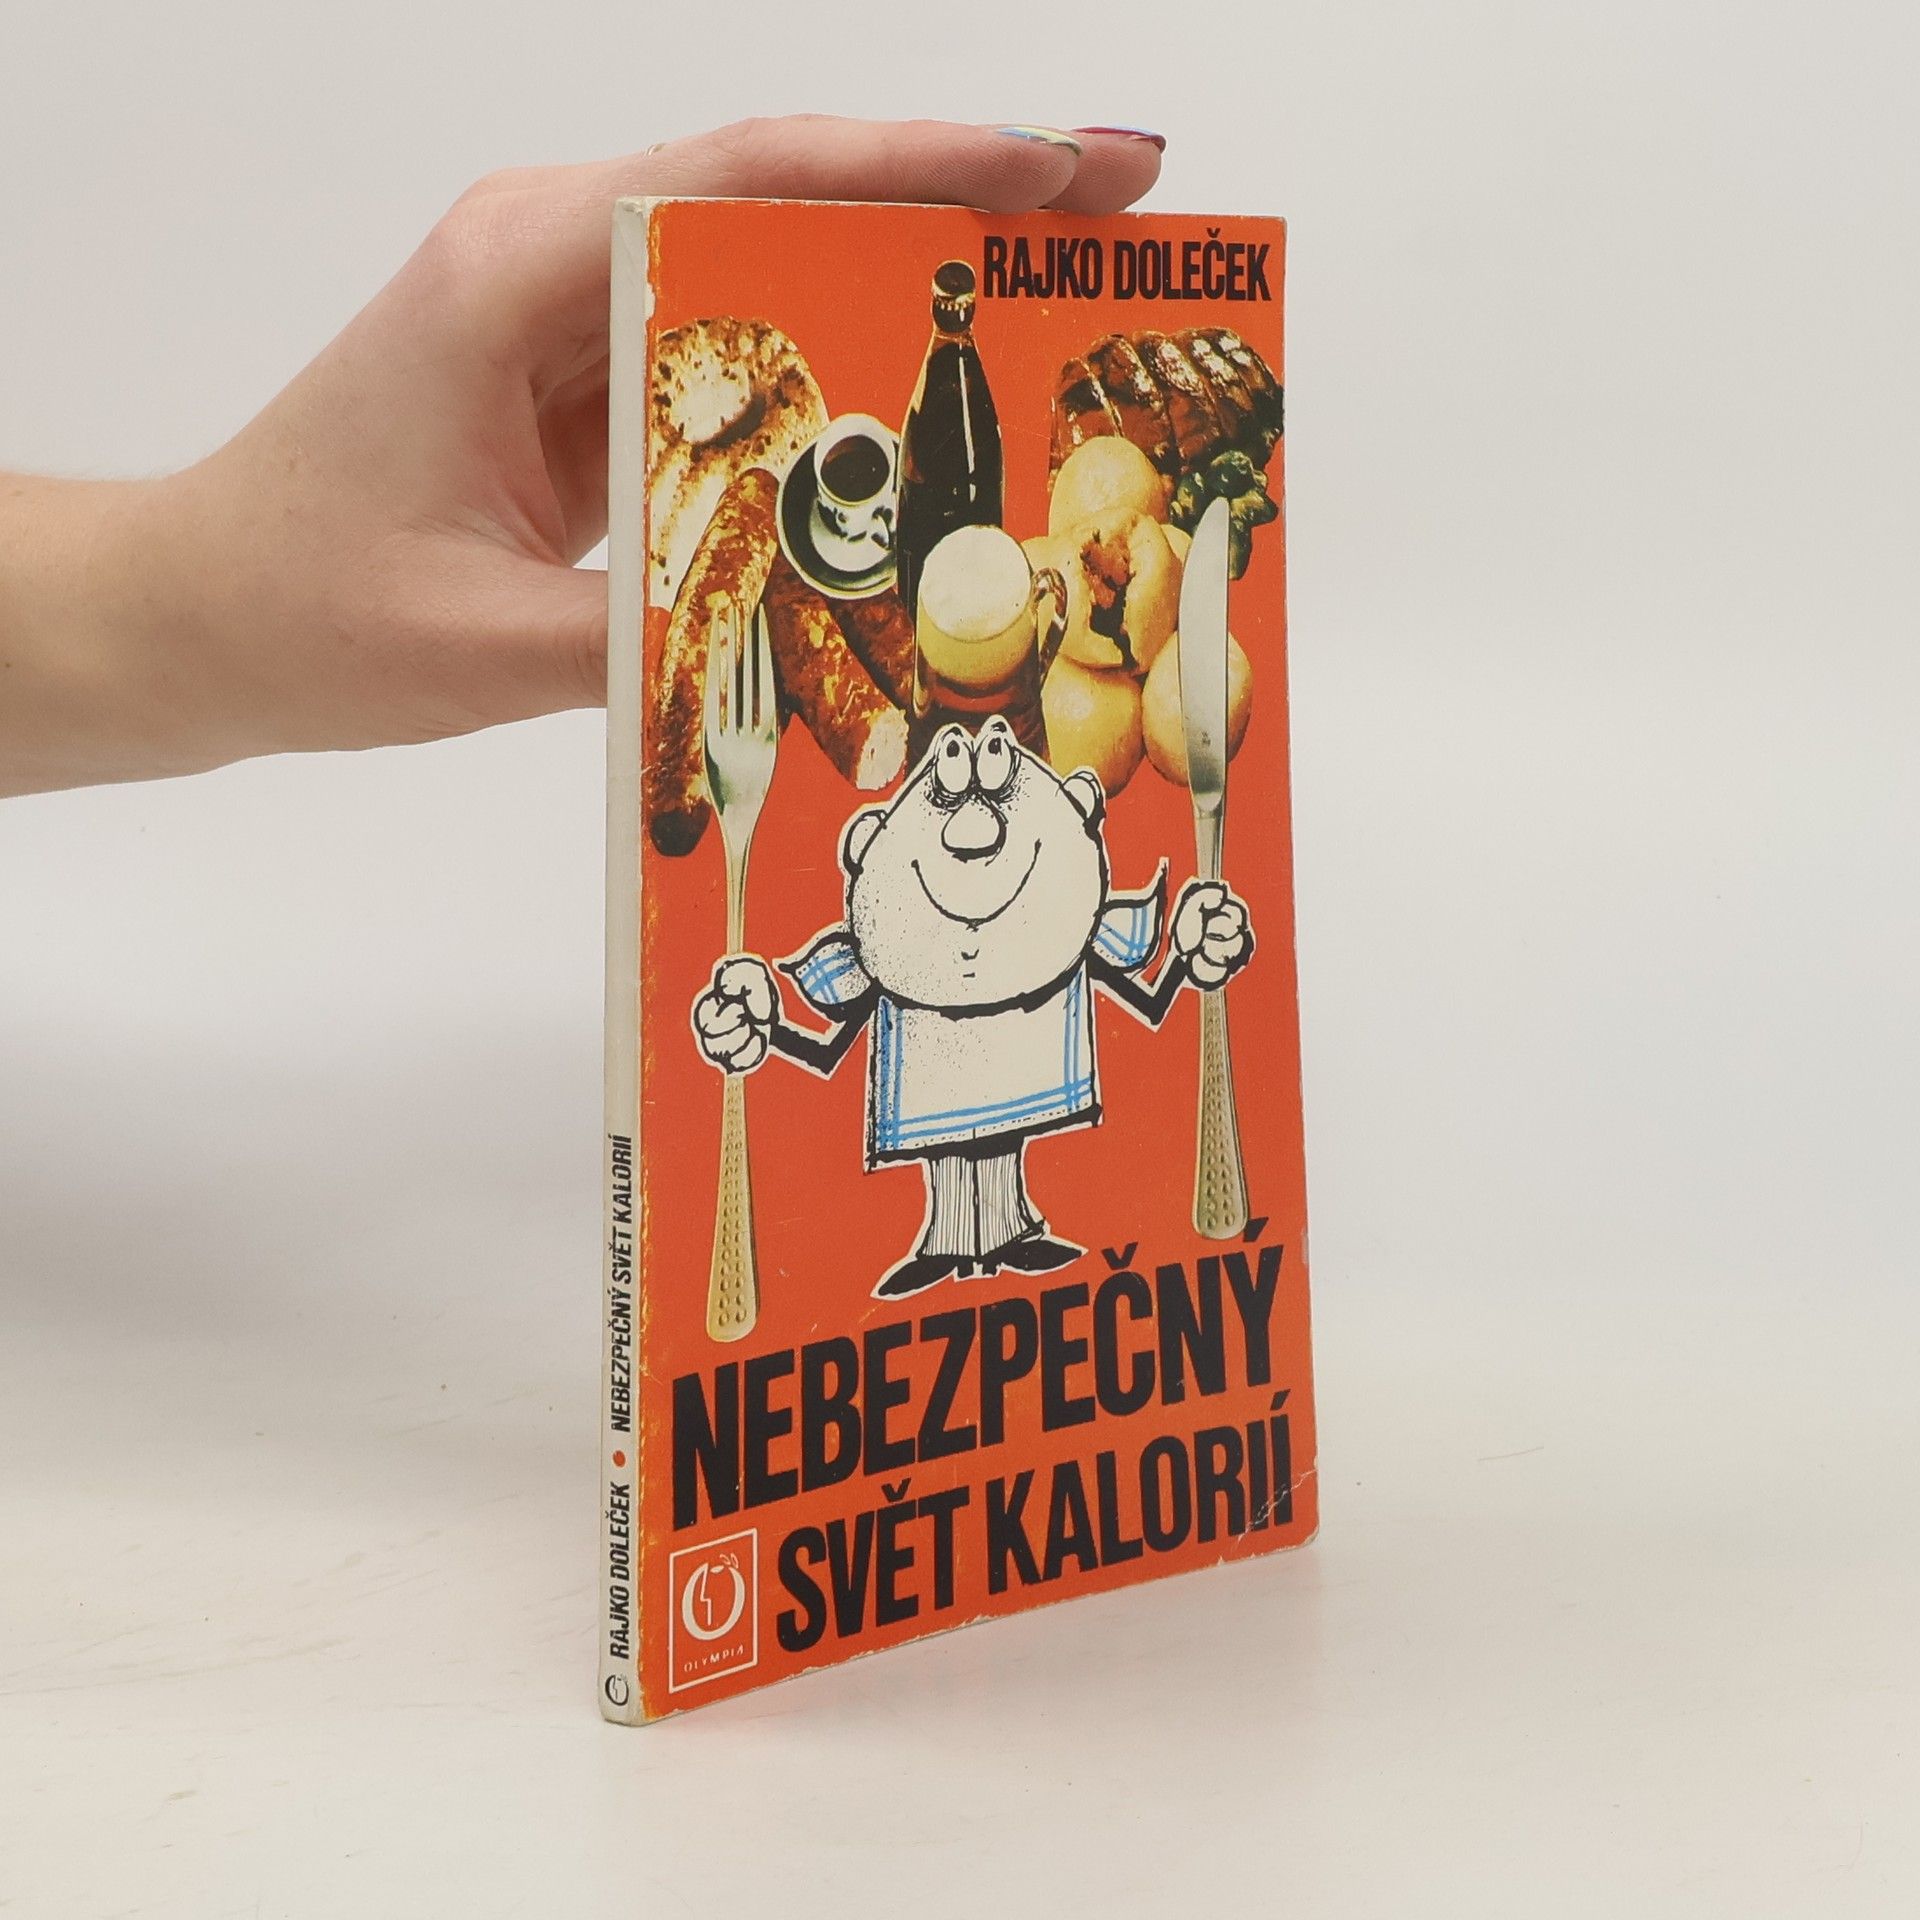 RAJKO DOLEČEK
NEBEZPEČNÝ
SVĚT KALORIÍ
OLYMPIA
RAJKO DOLEČEK • NEBEZPEČNÝ SVĚT KALORIÍ